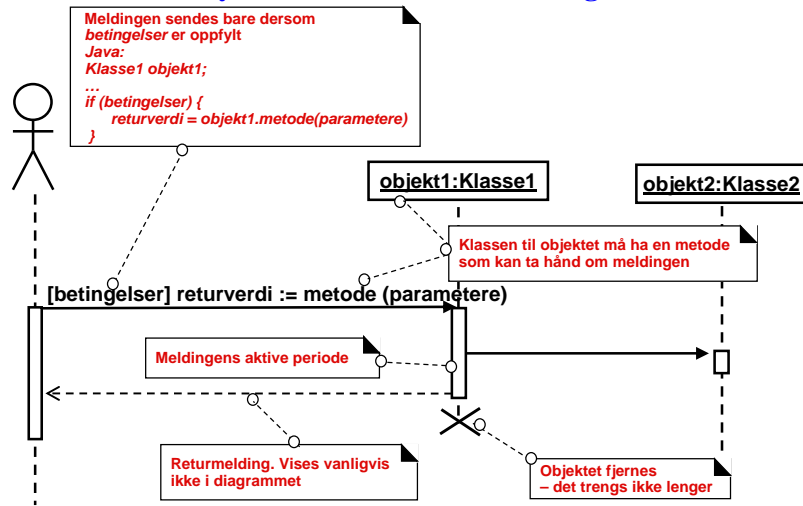 Meldingen sendes bare dersom
betingelser er oppfylt
Java:
Klasse1 objekt1;
…
if (betingelser) {
returverdi = objekt1.metode(parametere)
}
objekt1:Klasse1
objekt2:Klasse2
Klassen til objektet må ha en metode
som kan ta hånd om meldingen
[betingelser] returverdi := metode (parametere)
Meldingens aktive periode
Returmelding. Vises vanligvis
ikke i diagrammet
Objektet fjernes
– det trengs ikke lenger